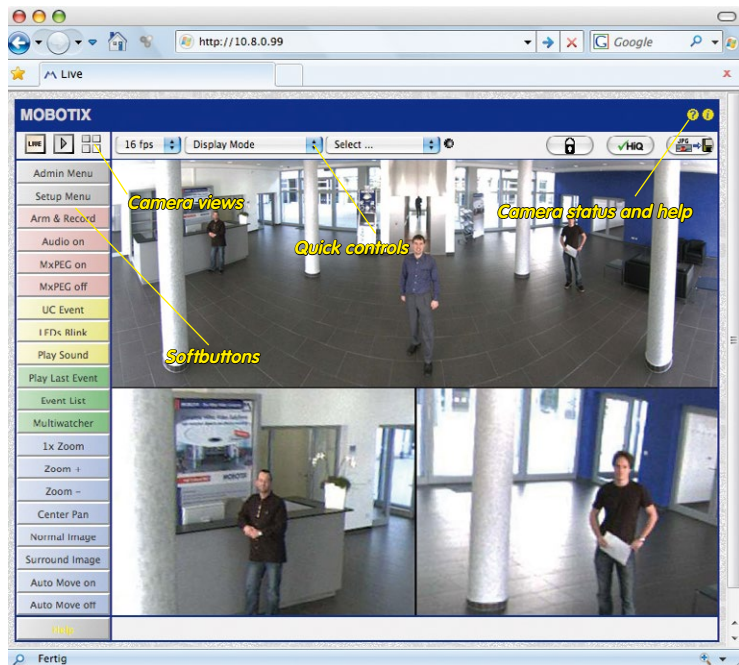 http://10.8.0.99
Google
Live
MOBOTIX
? i
LIVE
16 fps
Display Mode
Select ...
HiQ
JPG
Admin Menu
Setup Menu
Arm & Record
Audio on
MxPEG on
MxPEG off
UC Event
LEDs Blink
Play Sound
Play Last Event
Event List
Multiwatcher
1x Zoom
Zoom +
Zoom –
Center Pan
Normal Image
Surround Image
Auto Move on
Auto Move off
Help
Camera views
Quick controls
Camera status and help
Softbuttons
MOBOTIX
Fertig